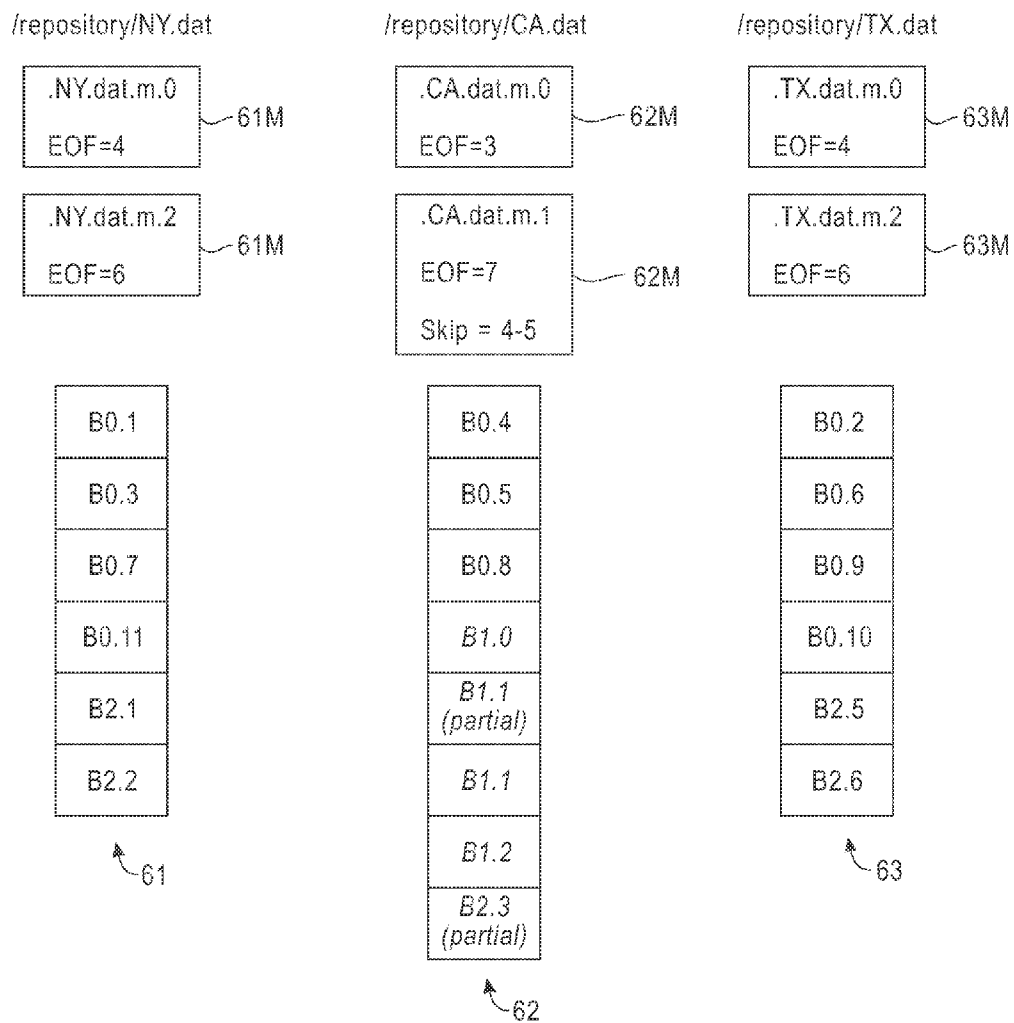 /repository/NY.dat
.NY.dat.m.0
EOF=4
61M
.NY.dat.m.2
EOF=6
61M
B0.1
B0.3
B0.7
B0.11
B2.1
B2.2
61
/repository/CA.dat
.CA.dat.m.0
EOF=3
62M
.CA.dat.m.1
EOF=7
Skip = 4-5
62M
B0.4
B0.5
B0.8
B1.0
B1.1
(partial)
B1.1
B1.2
B2.3
(partial)
62
/repository/TX.dat
.TX.dat.m.0
EOF=4
63M
.TX.dat.m.2
EOF=6
63M
B0.2
B0.6
B0.9
B0.10
B2.5
B2.6
63